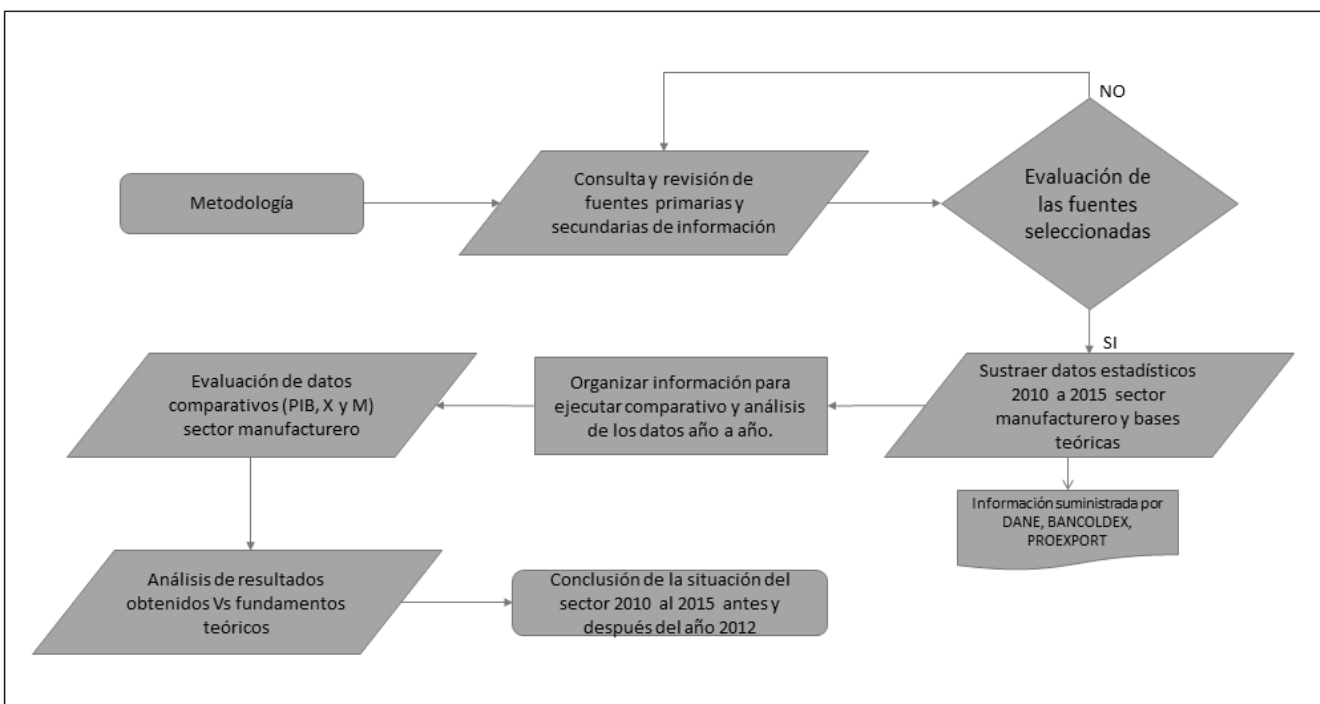 NO
Metodología
Consulta y revisión de
fuentes primarias y
secundarias de información
Evaluación de
las fuentes
seleccionadas
SI
Sustraer datos estadísticos
2010 a 2015 sector
manufacturero y bases
teóricas
Organizar información para
ejecutar comparativo y análisis
de los datos año a año.
Evaluación de datos
comparativos (PIB, X y M)
sector manufacturero
Información suministrada por
DANE, BANCOLDEX,
PROEXPORT
Análisis de resultados
obtenidos Vs fundamentos
teóricos
Conclusión de la situación del
sector 2010 al 2015 antes y
después del año 2012